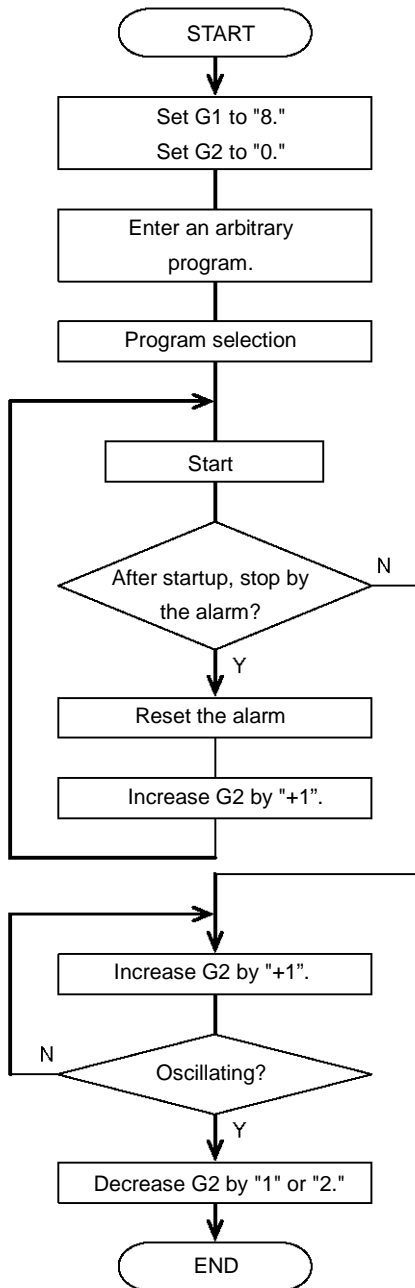 START
Set G1 to "8."
Set G2 to "0."
Enter an arbitrary
program.
Program selection
Start
After startup, stop by
the alarm?
N
Y
Reset the alarm
Increase G2 by "+1”.
Increase G2 by "+1”.
N
Oscillating?
Y
Decrease G2 by "1" or "2."
END